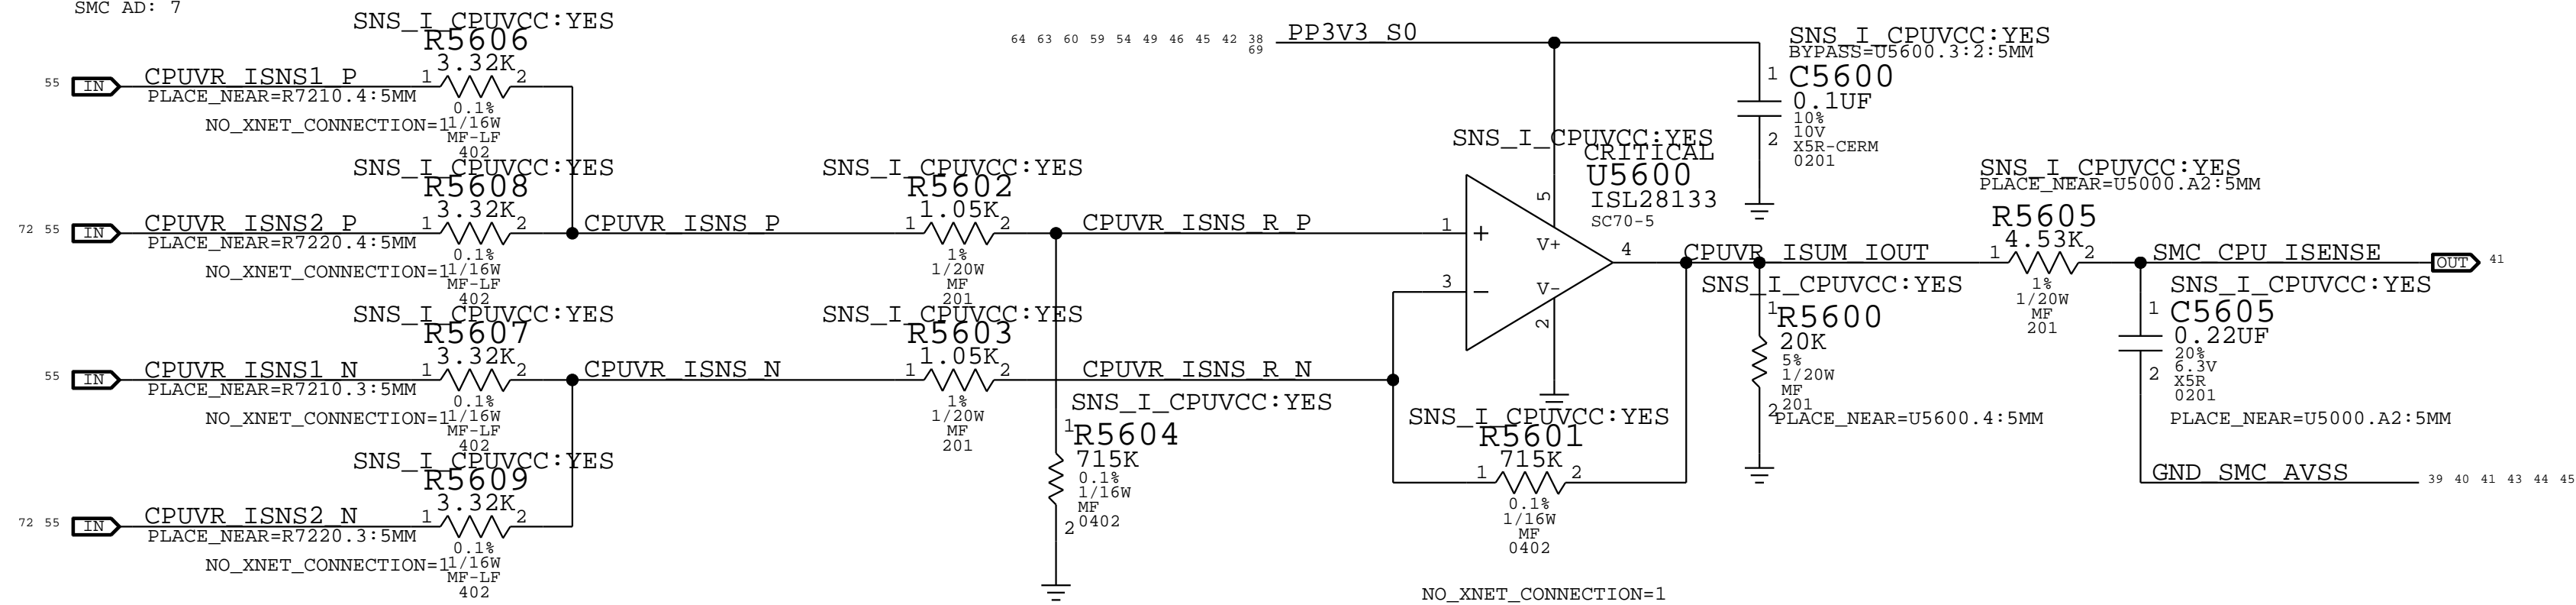 SMC AD: 7
SNS_I_CPUVCC:YES
R5606
3.32K
1 2
55 IN CPUVR_ISNS1_P
PLACE_NEAR=R7210.4:5MM
0.1%
1/16W
MF-LF
402
NO_XNET_CONNECTION=1
SNS_I_CPUVCC:YES
R5608
3.32K
1 2
72 55 IN CPUVR_ISNS2_P
PLACE_NEAR=R7220.4:5MM
0.1%
1/16W
MF-LF
402
NO_XNET_CONNECTION=1
SNS_I_CPUVCC:YES
R5607
3.32K
1 2
55 IN CPUVR_ISNS1_N
PLACE_NEAR=R7210.3:5MM
0.1%
1/16W
MF-LF
402
NO_XNET_CONNECTION=1
SNS_I_CPUVCC:YES
R5609
3.32K
1 2
72 55 IN CPUVR_ISNS2_N
PLACE_NEAR=R7220.3:5MM
0.1%
1/16W
MF-LF
402
NO_XNET_CONNECTION=1
CPUVR_ISNS_P
SNS_I_CPUVCC:YES
R5602
1.05K
1 2
1%
1/20W
MF
201
CPUVR_ISNS_N
SNS_I_CPUVCC:YES
R5603
1.05K
1 2
1%
1/20W
MF
201
CPUVR_ISNS_R_P
CPUVR_ISNS_R_N
SNS_I_CPUVCC:YES
1
R5604
715K
0.1%
1/16W
MF
0402
2
64 63 60 59 54 49 46 45 42 38
69
PP3V3_S0
SNS_I_CPUVCC:YES
BYPASS=U5600.3:2:5MM
1
C5600
0.1UF
10%
10V
X5R-CERM
0201
2
SNS_I_CPUVCC:YES
CRITICAL
U5600
ISL28133
SC70-5
5
V+
1 +
3 −
V-
2
4
SNS_I_CPUVCC:YES
R5601
715K
1 2
0.1%
1/16W
MF
0402
NO_XNET_CONNECTION=1
CPUVR_ISUM_IOUT
SNS_I_CPUVCC:YES
1
R5600
20K
5%
1/20W
MF
201
2
PLACE_NEAR=U5600.4:5MM
SNS_I_CPUVCC:YES
PLACE_NEAR=U5000.A2:5MM
R5605
4.53K
1 2
1%
1/20W
MF
201
SMC_CPU_ISENSE
OUT 41
SNS_I_CPUVCC:YES
1
C5605
0.22UF
20%
6.3V
X5R
0201
2
PLACE_NEAR=U5000.A2:5MM
GND_SMC_AVSS
39 40 41 43 44 45